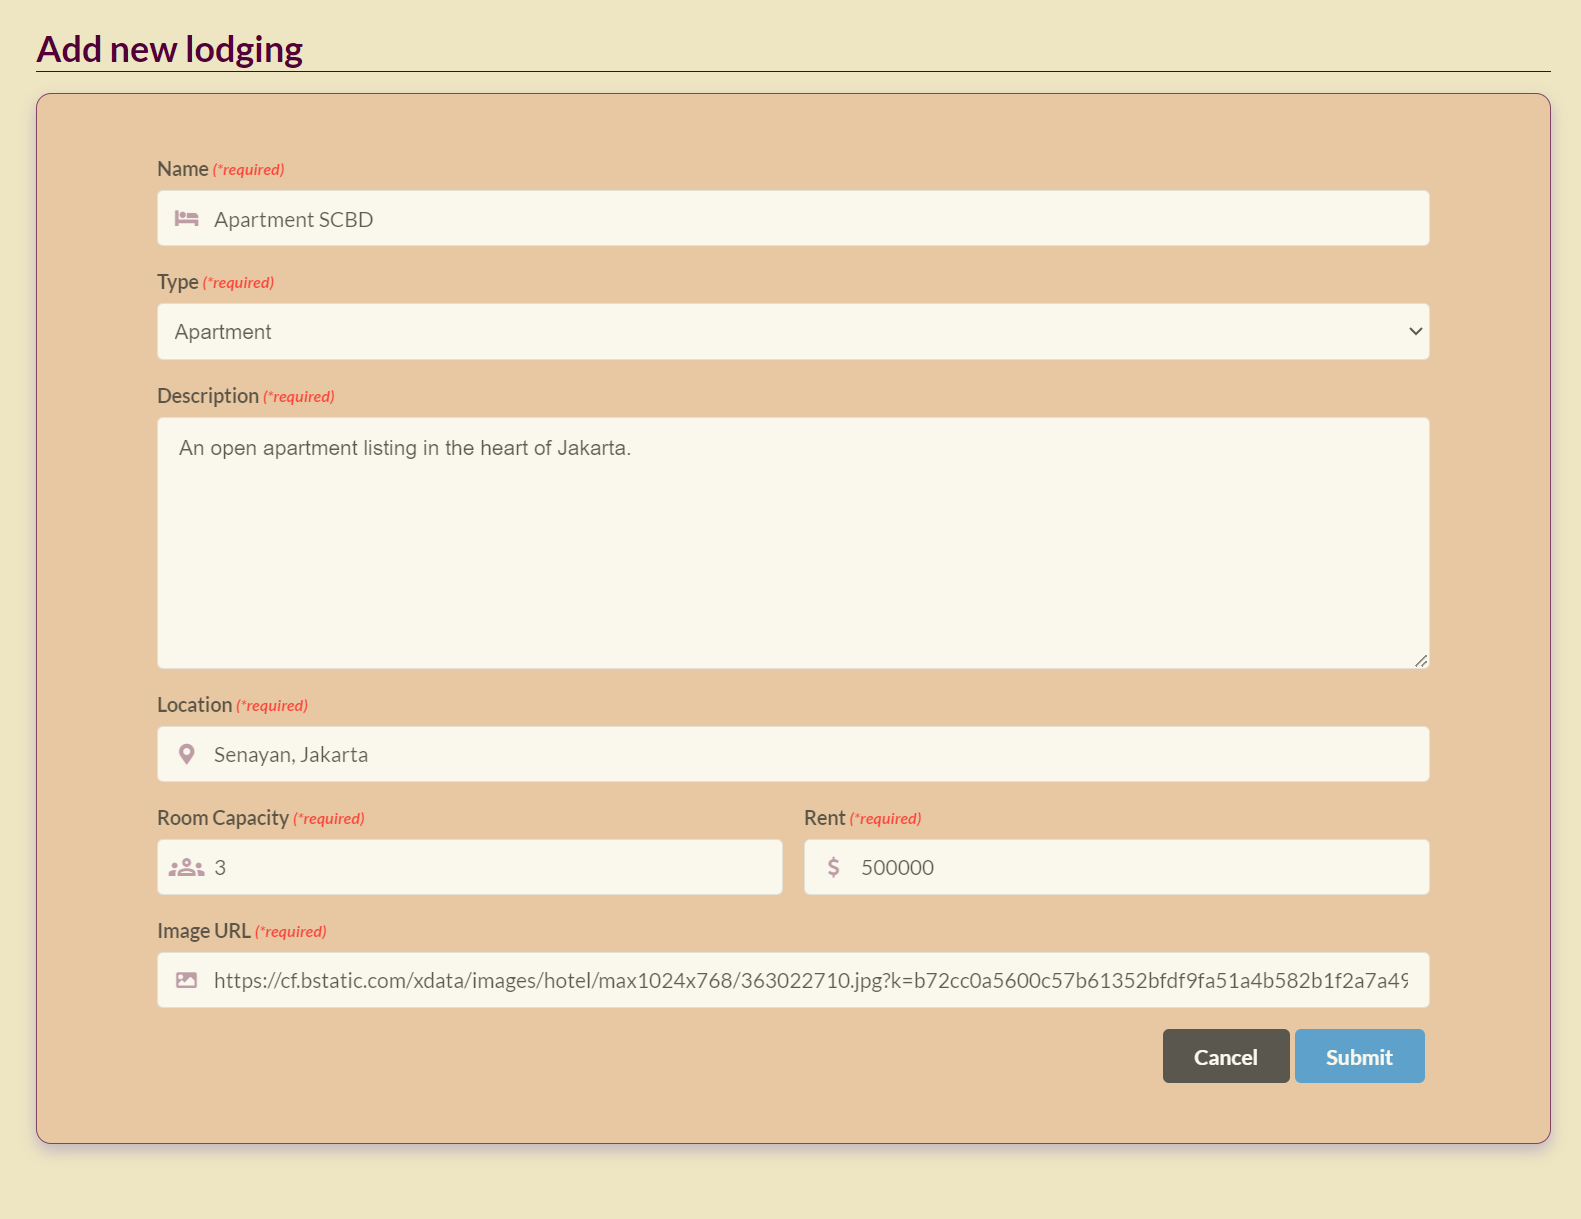 Add new lodging
Name (*required)
Apartment SCBD
Type (*required)
Apartment
Description (*required)
An open apartment listing in the heart of Jakarta.
Location (*required)
Senayan, Jakarta
Room Capacity (*required)
Rent (*required)
3
$ 500000
Image URL (*required)
https://cf.bstatic.com/xdata/images/hotel/max1024x768/363022710.jpg?k=b72cc0a5600c57b61352bfdf9fa51a4b582b1f2a7a49
Cancel
Submit